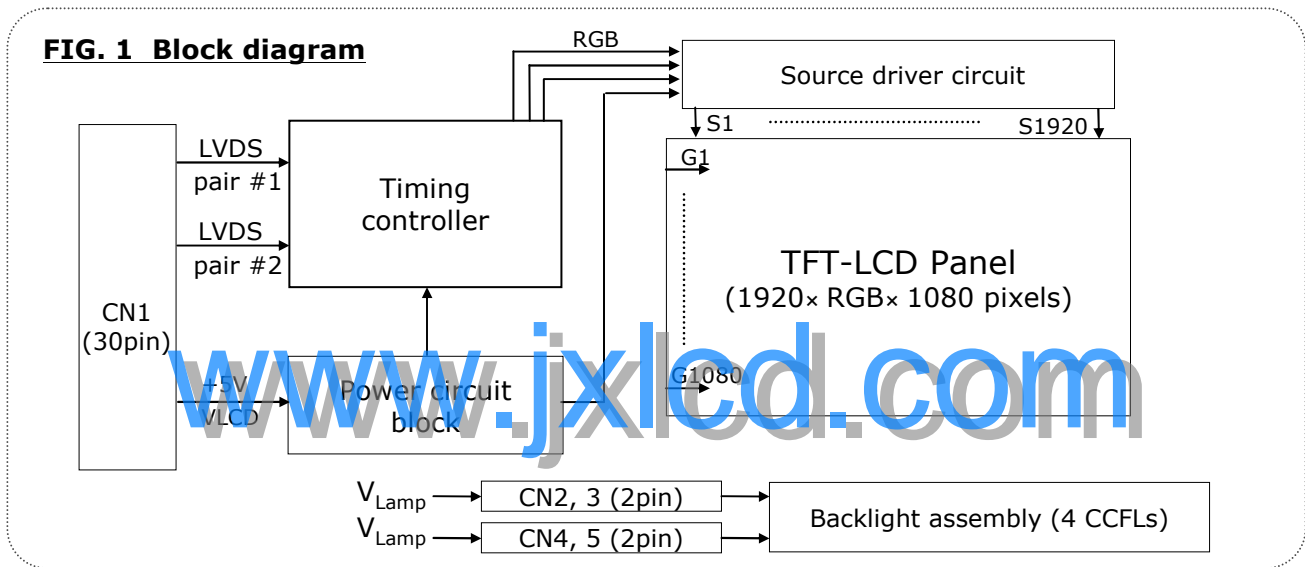 FIG. 1 Block diagram
RGB
Source driver circuit
S1
S1920
CN1
(30pin)
LVDS
pair #1
LVDS
pair #2
+5V
VLCD
Timing
controller
Power circuit
block
G1
G1080
TFT-LCD Panel
(1920× RGB× 1080 pixels)
www.jxlcd.com
VLamp
CN2, 3 (2pin)
VLamp
CN4, 5 (2pin)
Backlight assembly (4 CCFLs)